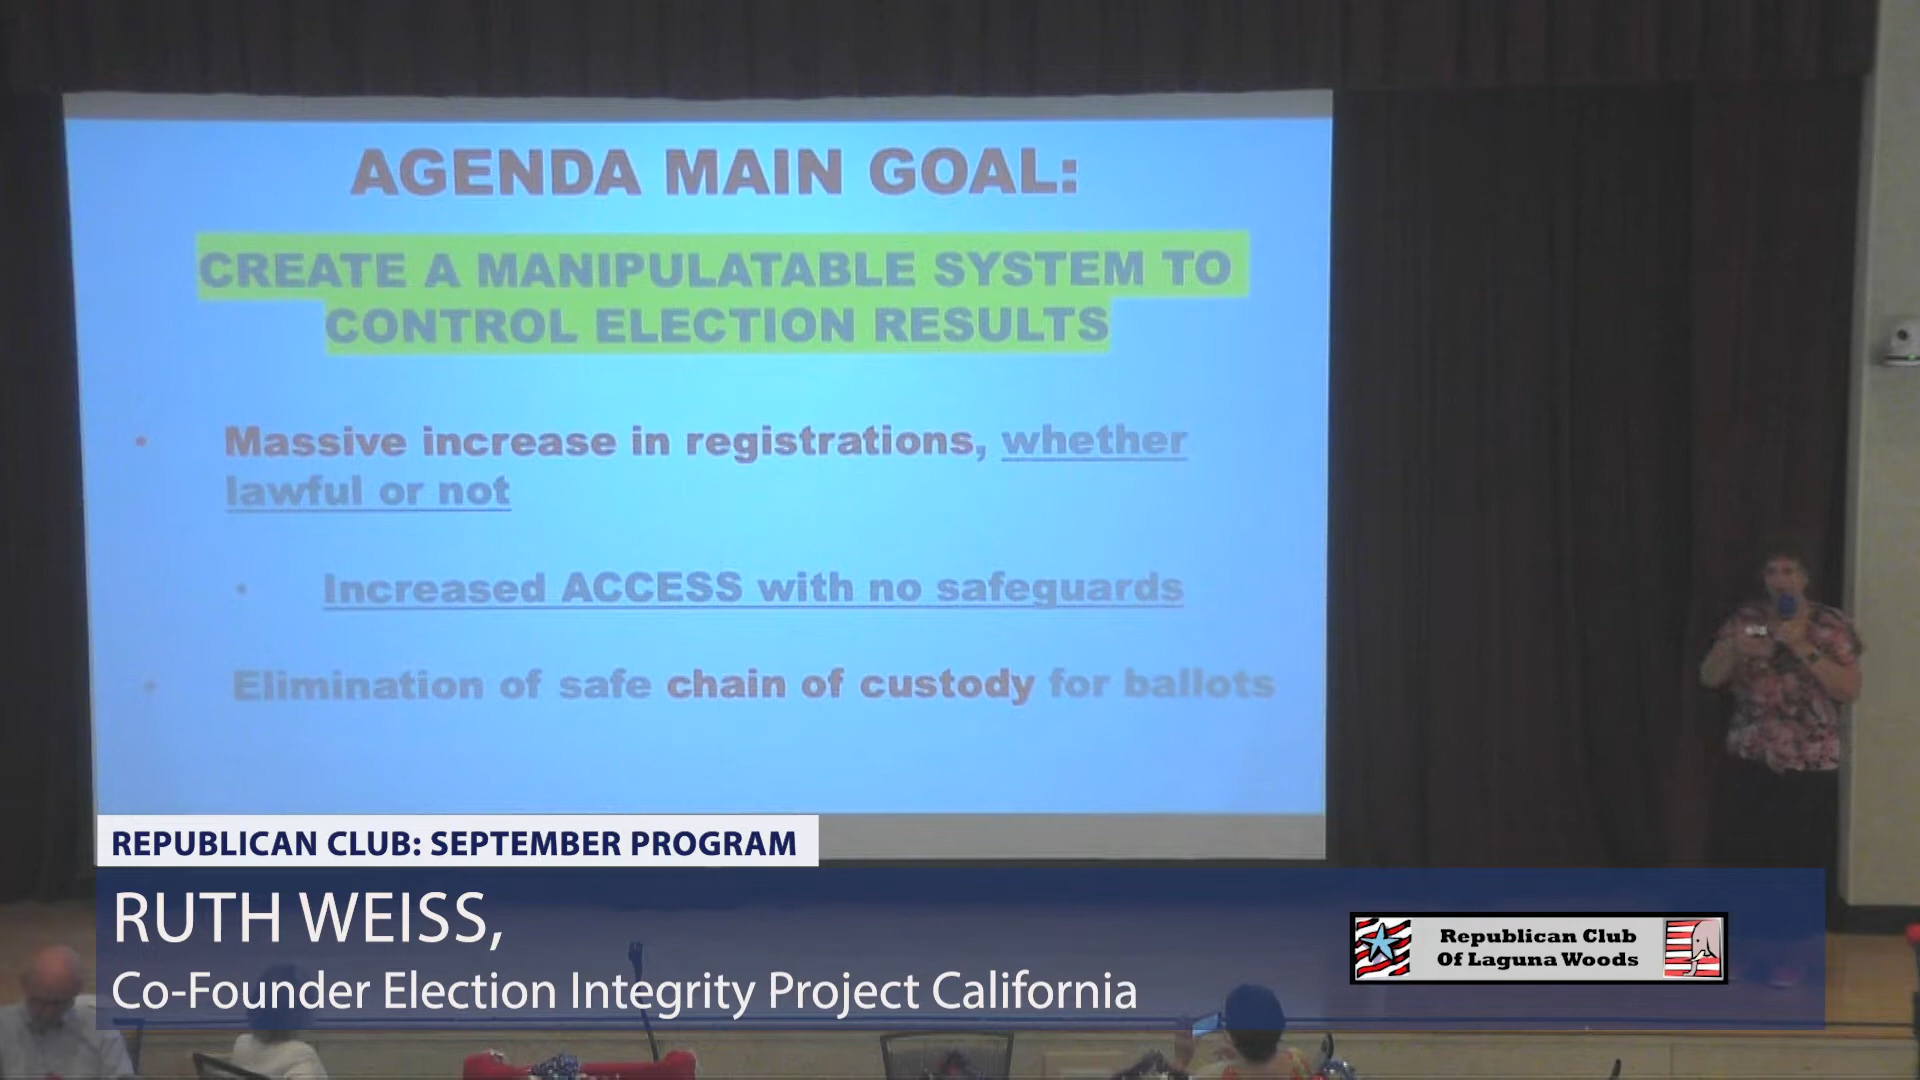 AGENDA MAIN GOAL:
CREATE A MANIPULATABLE SYSTEM TO
CONTROL ELECTION RESULTS
• Massive increase in registrations, whether
lawful or not
• Increased ACCESS with no safeguards
• Elimination of safe chain of custody for ballots
REPUBLICAN CLUB: SEPTEMBER PROGRAM
RUTH WEISS,
Co-Founder Election Integrity Project California
Republican Club
Of Laguna Woods